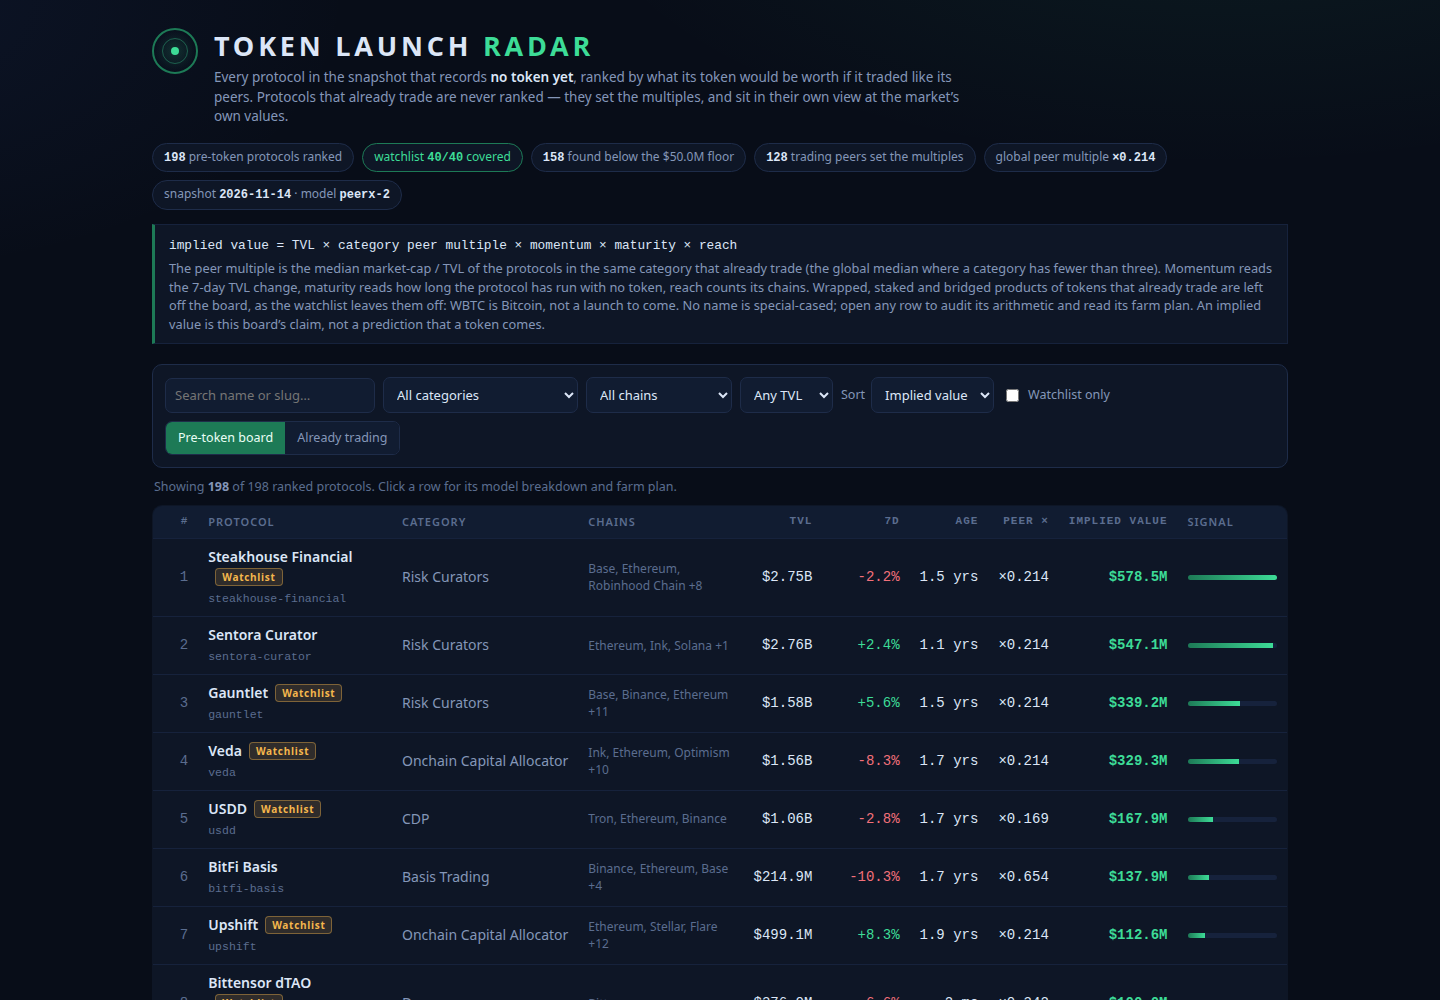 TOKEN LAUNCH RADAR
Every protocol in the snapshot that records no token yet, ranked by what its token would be worth if it traded like its
peers. Protocols that already trade are never ranked — they set the multiples, and sit in their own view at the market’s
own values.
198 pre-token protocols ranked
watchlist 40/40 covered
158 found below the $50.0M floor
128 trading peers set the multiples
global peer multiple ×0.214
snapshot 2026-11-14 · model peerx-2
implied value = TVL × category peer multiple × momentum × maturity × reach
The peer multiple is the median market-cap / TVL of the protocols in the same category that already trade (the global median where a category has fewer than three). Momentum reads
the 7-day TVL change, maturity reads how long the protocol has run with no token, reach counts its chains. Wrapped, staked and bridged products of tokens that already trade are left
off the board, as the watchlist leaves them off: WBTC is Bitcoin, not a launch to come. No name is special-cased; open any row to audit its arithmetic and read its farm plan. An implied
value is this board’s claim, not a prediction that a token comes.
Search name or slug…
All categories
All chains
Any TVL
Sort
Implied value
Watchlist only
Pre-token board
Already trading
Showing 198 of 198 ranked protocols. Click a row for its model breakdown and farm plan.
# PROTOCOL CATEGORY CHAINS TVL 7D AGE PEER × IMPLIED VALUE SIGNAL
Steakhouse Financial
1 Watchlist Risk Curators Base, Ethereum, $2.75B -2.2% 1.5 yrs ×0.214 $578.5M
Robinhood Chain +8
steakhouse-financial
Sentora Curator
2 Risk Curators Ethereum, Ink, Solana +1 $2.76B +2.4% 1.1 yrs ×0.214 $547.1M
sentora-curator
Gauntlet Watchlist
3 Risk Curators Base, Binance, Ethereum $1.58B +5.6% 1.5 yrs ×0.214 $339.2M
gauntlet +11
Veda Watchlist
4 Onchain Capital Allocator Ink, Ethereum, Optimism $1.56B -8.3% 1.7 yrs ×0.214 $329.3M
veda +10
USDD Watchlist
5 CDP Tron, Ethereum, Binance $1.06B -2.8% 1.7 yrs ×0.169 $167.9M
usdd
BitFi Basis
6 Basis Trading Binance, Ethereum, Base $214.9M -10.3% 1.7 yrs ×0.654 $137.9M
bitfi-basis +4
Upshift Watchlist
7 Onchain Capital Allocator Ethereum, Stellar, Flare $499.1M +8.3% 1.9 yrs ×0.214 $112.6M
upshift +12
Bittensor dTAO